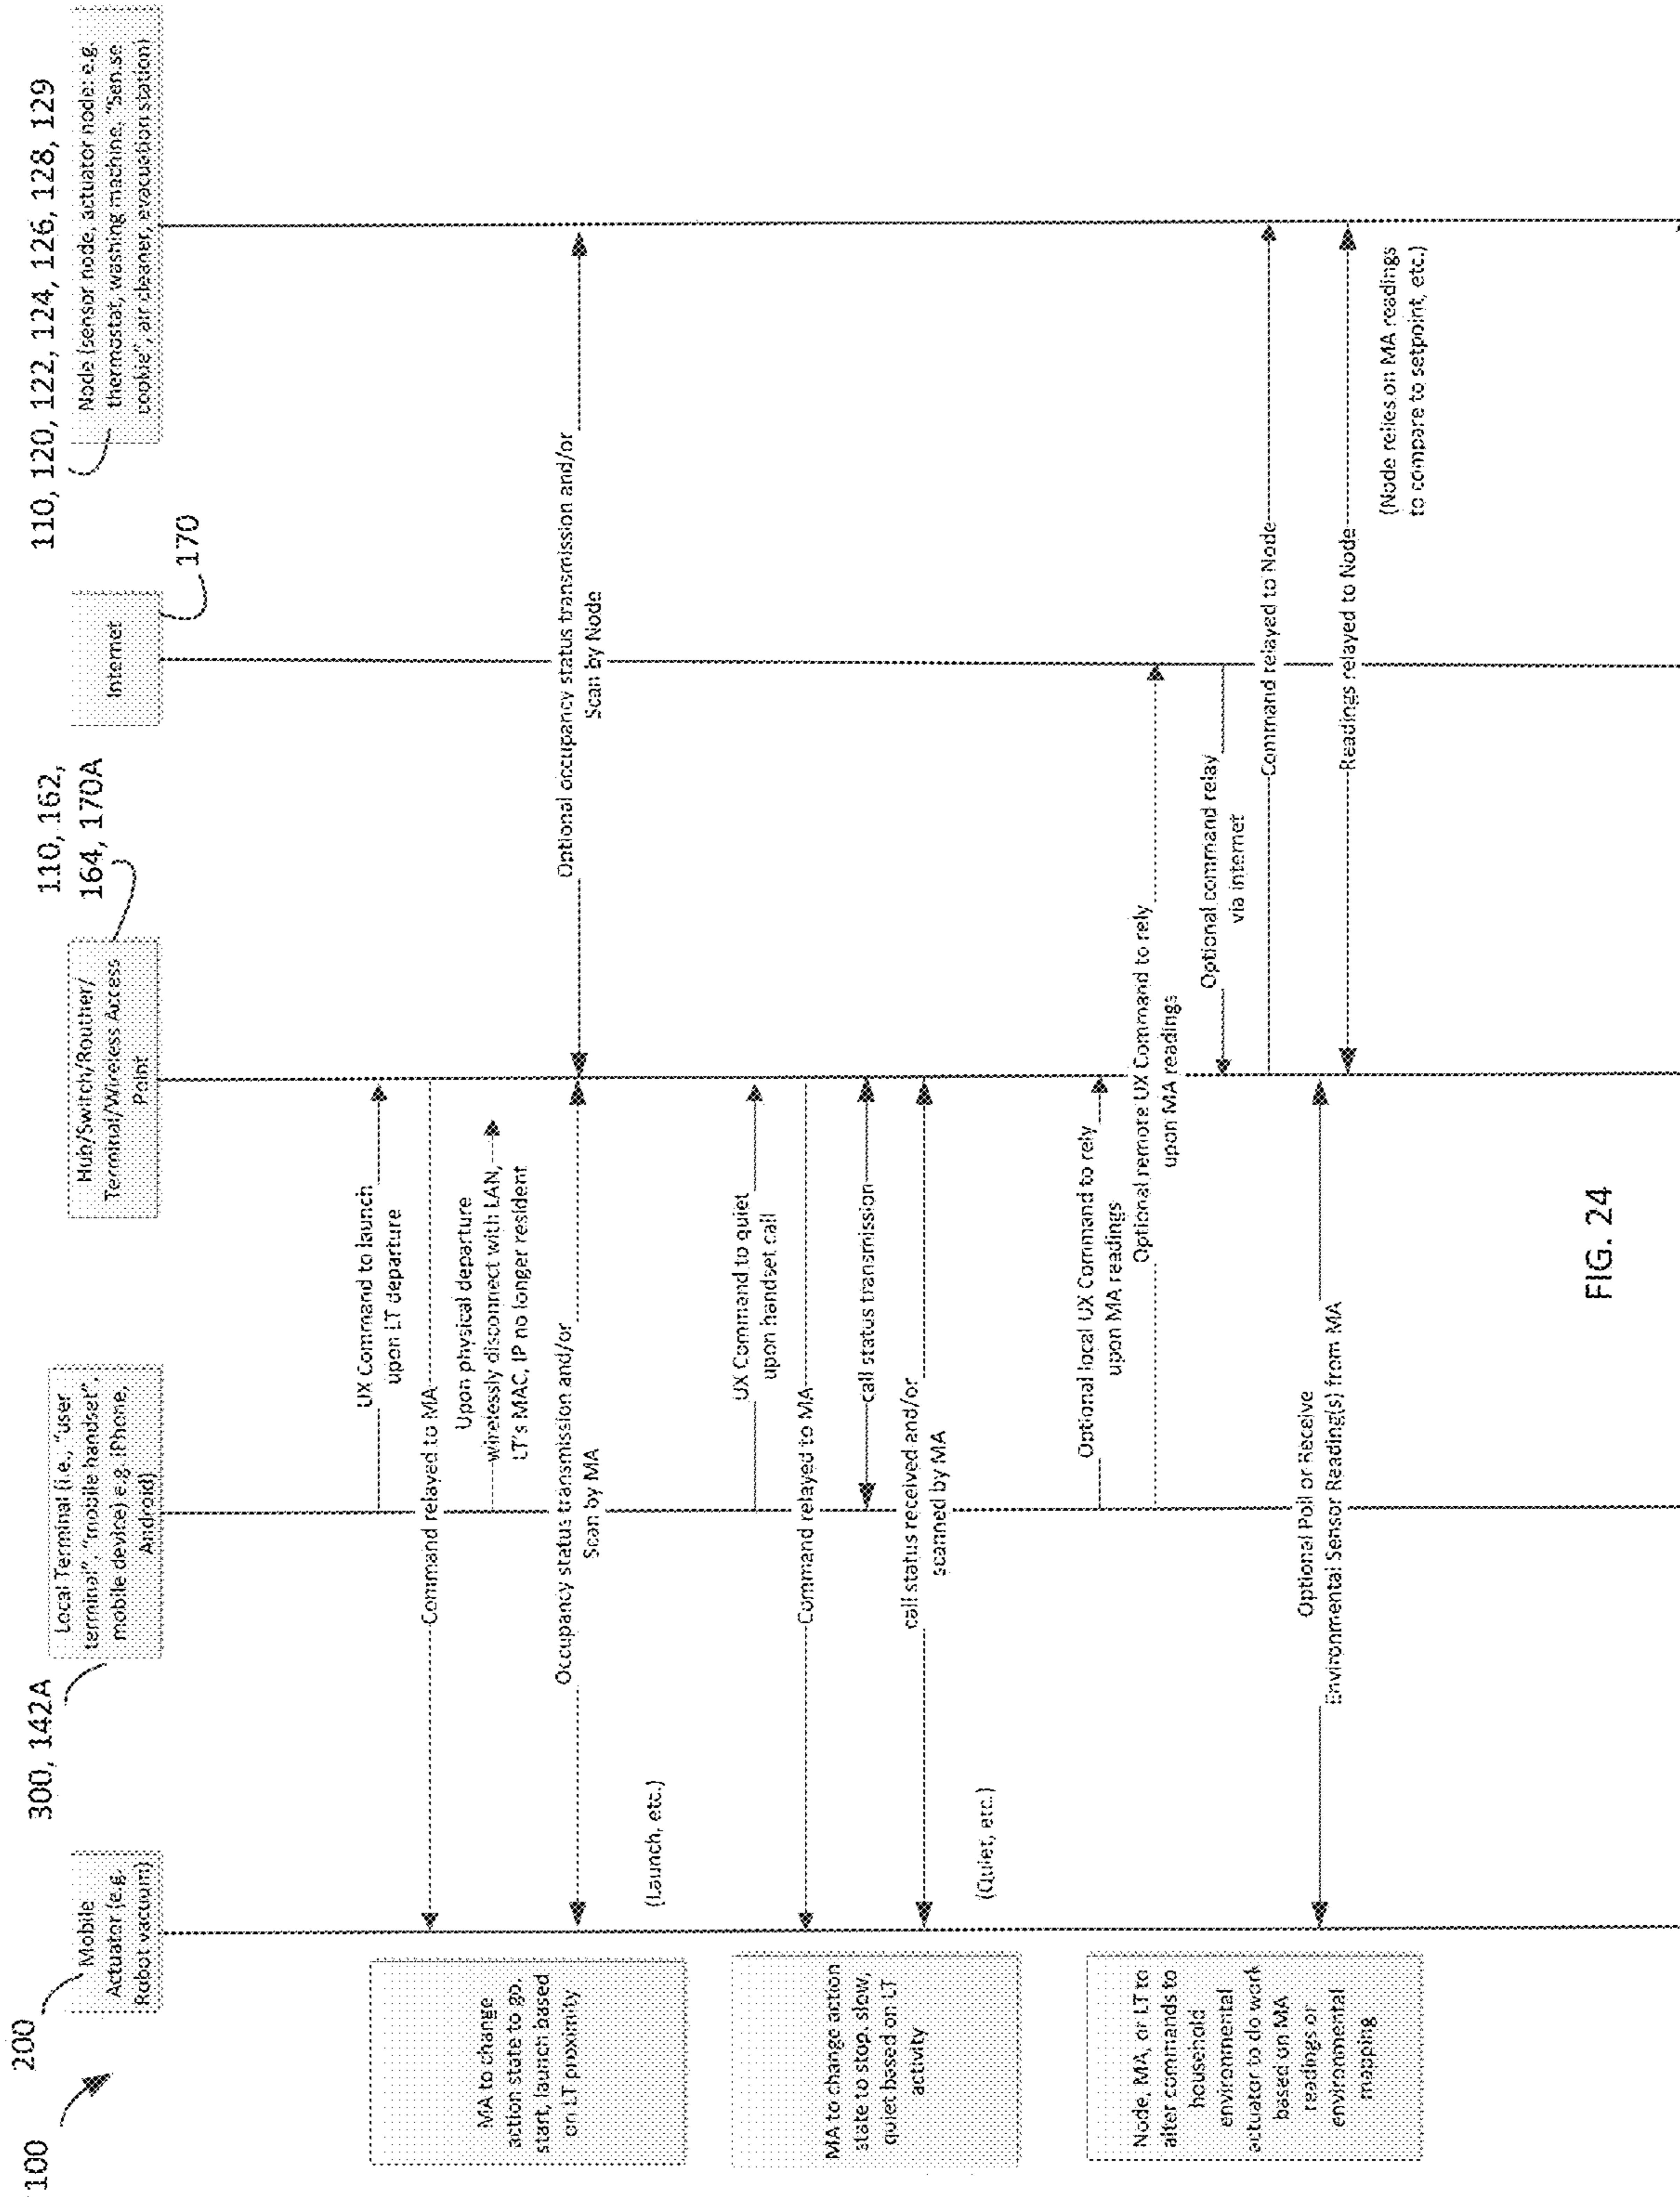 1100
200
Mobile
Actuator (e.g.
Robot vacuum)
300, 142A
Local Terminal (i.e., "user
terminal", "mobile handset",
mobile device) e.g. iPhone,
Android)
110, 162,
164, 170A
Hub/Switch/Routher/
Terminal/Wireless Access
Point
170
Internet
110, 120, 122, 124, 126, 128, 129
Node (sensor node, actuator node: e.g.
thermostat, washing machine, "Sen.se
cookie", air cleaner, evacuation station)
MA to change
action state to go,
start, launch based
on LT proximity
UX Command to launch
upon LT departure
Command relayed to MA
Upon physical departure
wirelessly disconnect with LAN,
LT's MAC, IP no longer resident
Occupancy status transmission and/or
Scan by MA
Optional occupancy status transmission and/or
Scan by Node
(Launch, etc.)
MA to change action
state to stop, slow,
quiet based on LT
activity
UX Command to quiet
upon handset call
Command relayed to MA
call status transmission
call status received and/or
scanned by MA
(Quiet, etc.)
Node, MA, or LT to
alter commands to
household
environmental
actuator to do work
based on MA
readings or
environmental
mapping
Optional local UX Command to rely
upon MA readings
Optional remote UX Command to rely
upon MA readings
Optional command relay
via internet
Command relayed to Node
Optional Poll or Receive
Environmental Sensor Reading(s) from MA
Readings relayed to Node
(Node relies on MA readings
to compare to setpoint, etc.)
FIG. 24